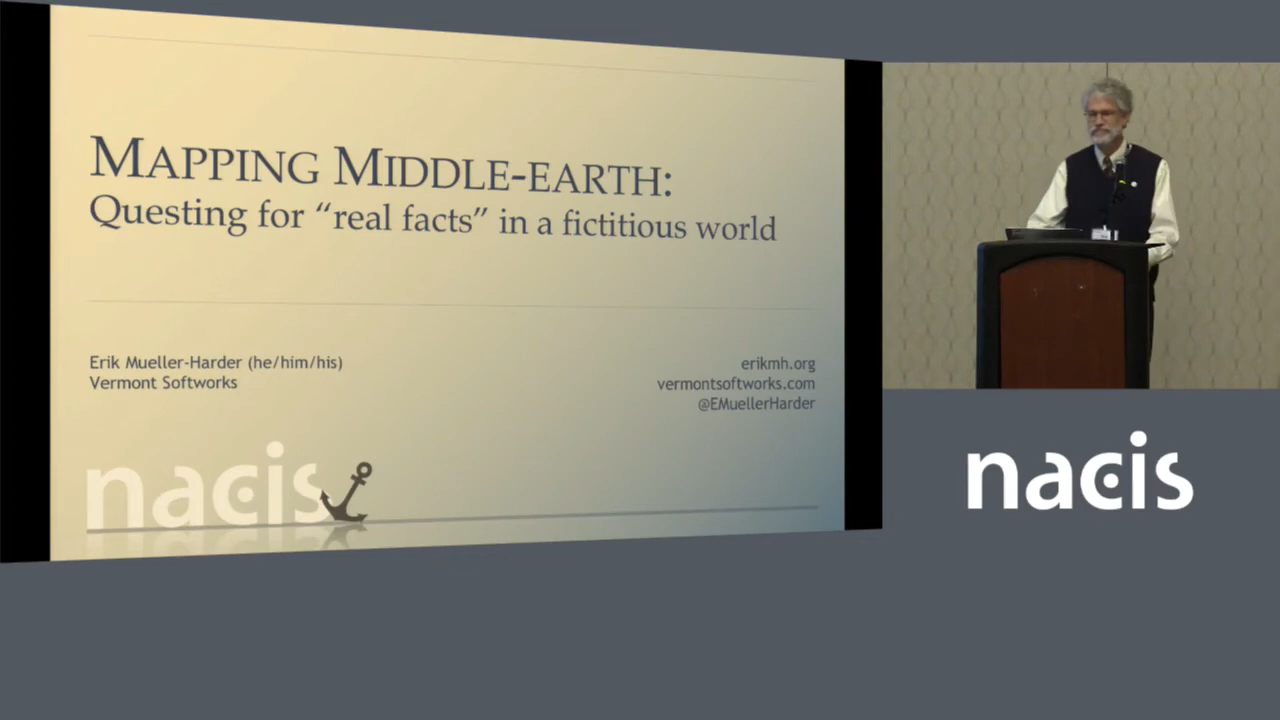 MAPPING MIDDLE-EARTH:
Questing for “real facts” in a fictitious world
Erik Mueller-Harder (he/him/his)
Vermont Softworks
erikmh.org
vermontsoftworks.com
@EMuellerHarder
nacis
nacis